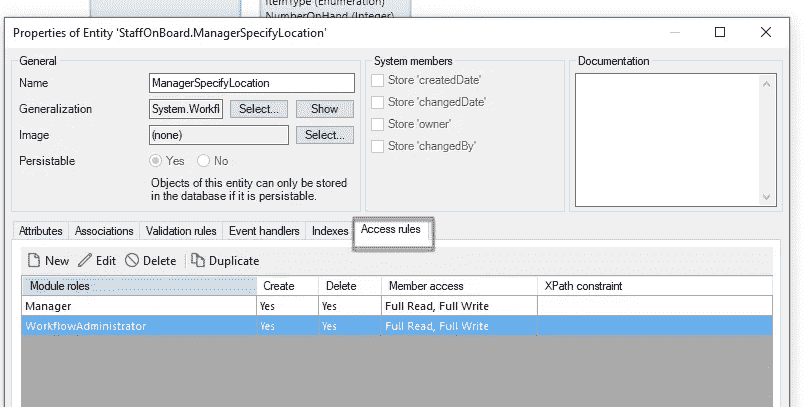 ItemType (Enumeration)
NumberOnHand (Integer)
Properties of Entity 'StaffOnBoard.ManagerSpecifyLocation'
General
Name
ManagerSpecifyLocation
Generalization
System.Workfl
Select...
Show
Image
(none)
Select...
Persistable
Yes
No
Objects of this entity can only be stored
in the database if it is persistable.
System members
Store 'createdDate'
Store 'changedDate'
Store 'owner'
Store 'changedBy'
Documentation
Attributes
Associations
Validation rules
Event handlers
Indexes
Access rules
New
Edit
Delete
Duplicate
Module roles
Create
Delete
Member access
XPath constraint
Manager
Yes
Yes
Full Read, Full Write
WorkflowAdministrator
Yes
Yes
Full Read, Full Write